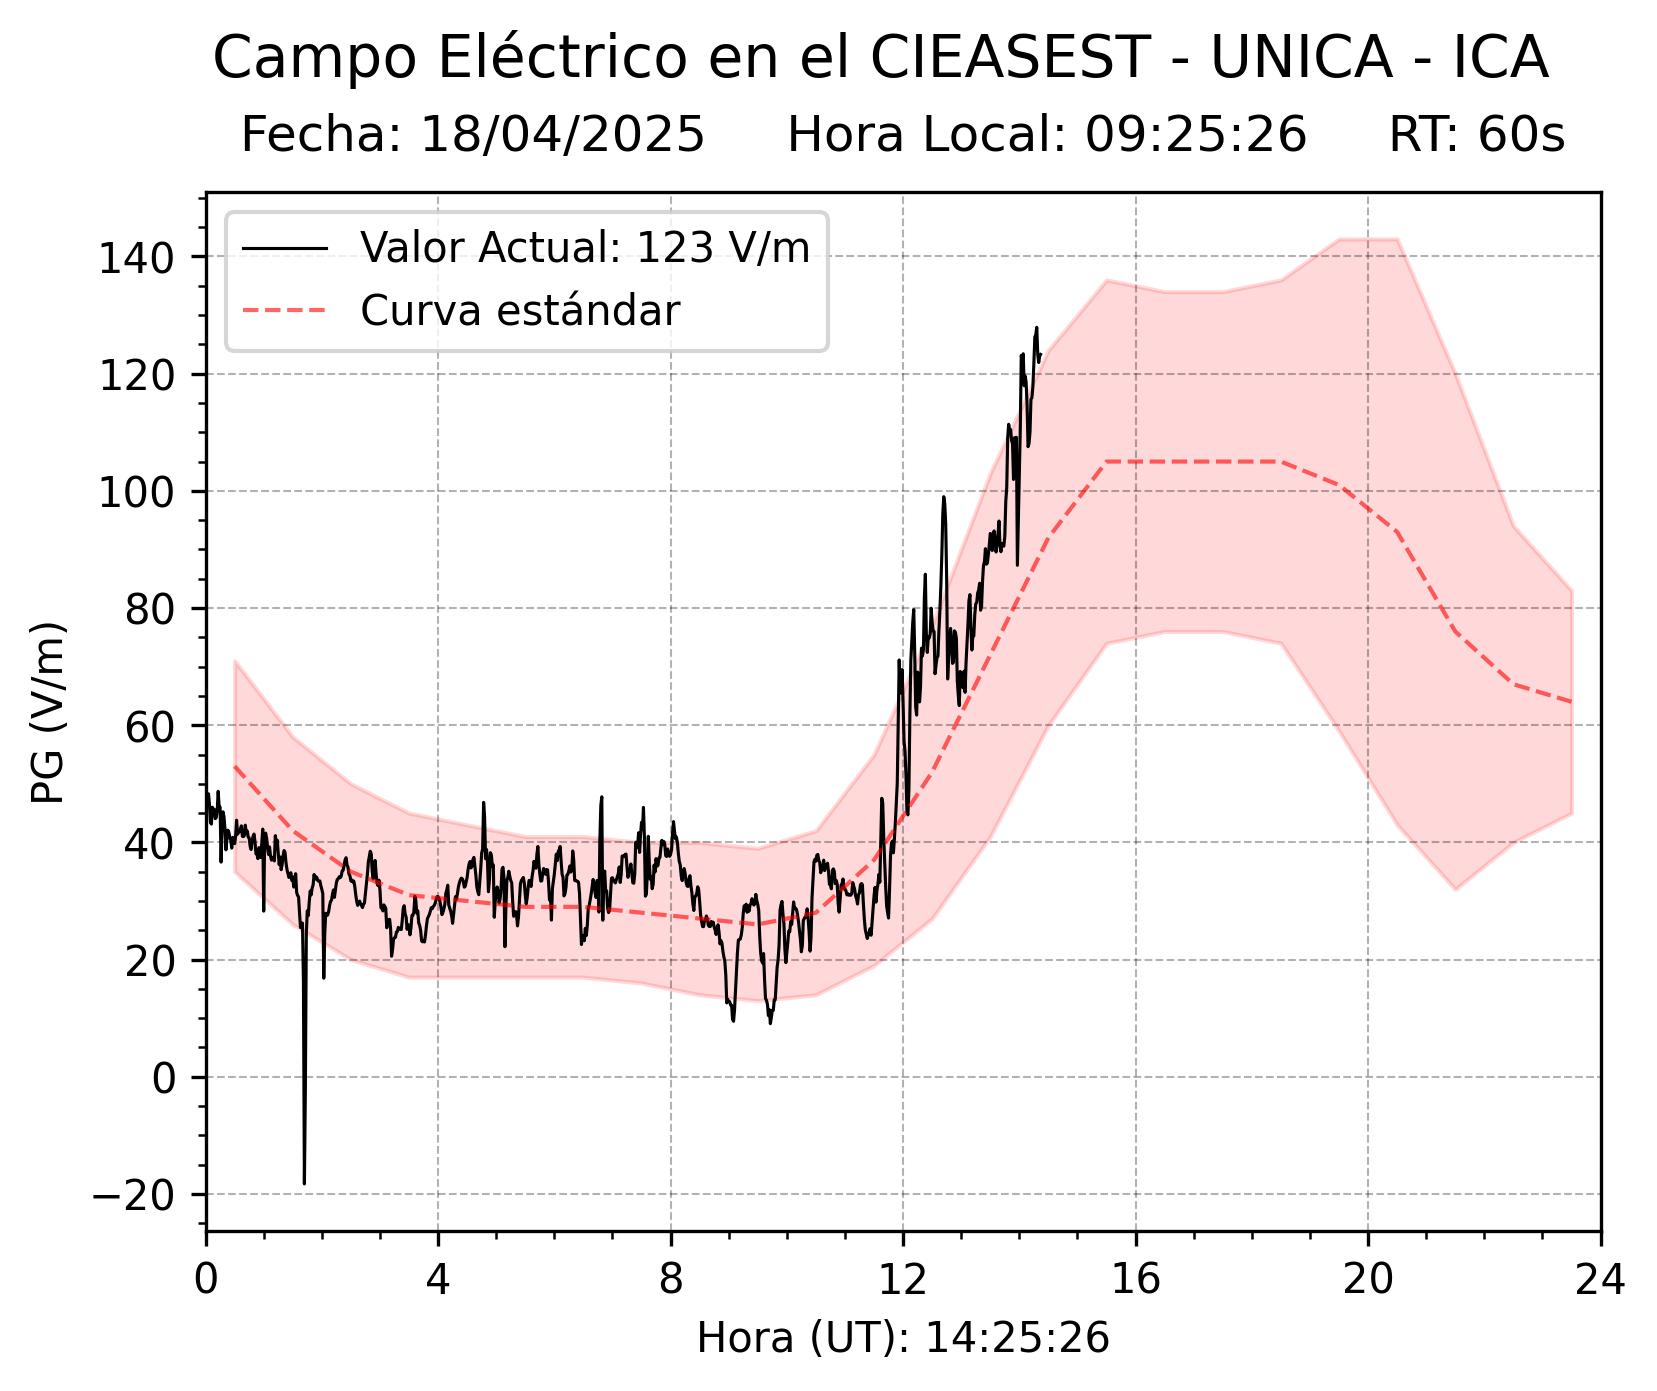 Campo Eléctrico en el CIEASEST - UNICA - ICA
Fecha: 18/04/2025 Hora Local: 09:25:26 RT: 60s
Valor Actual: 123 V/m
Curva estándar
PG (V/m)
140
120
100
80
60
40
20
0
−20
0 4 8 12 16 20 24
Hora (UT): 14:25:26